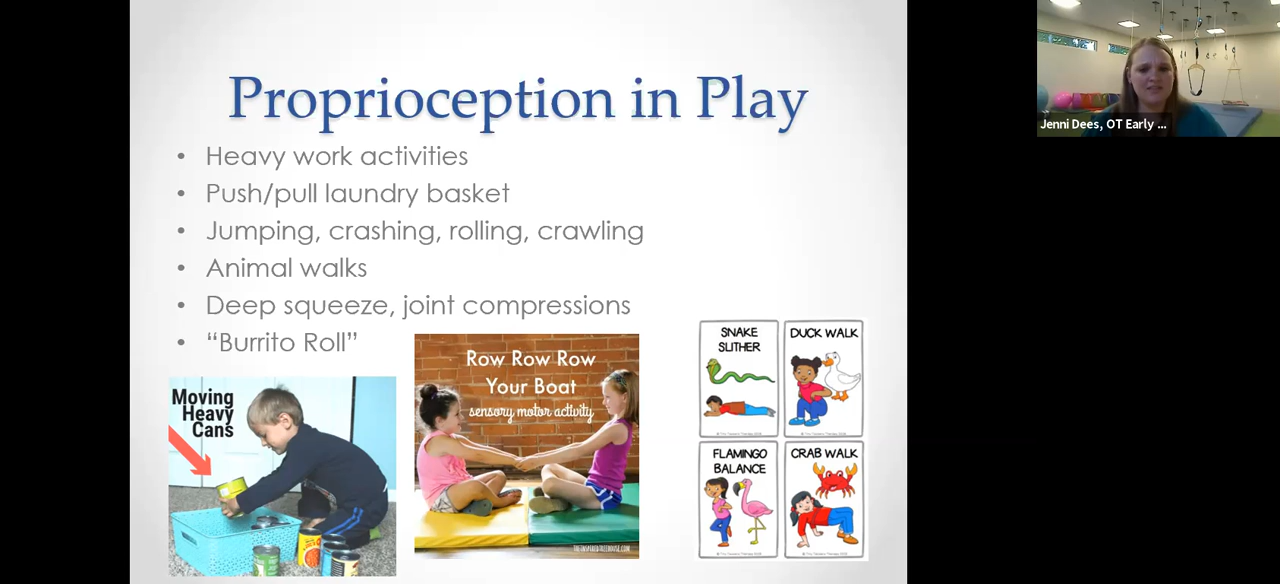 Proprioception in Play
• Heavy work activities
• Push/pull laundry basket
• Jumping, crashing, rolling, crawling
• Animal walks
• Deep squeeze, joint compressions
• “Burrito Roll”
Moving
Heavy
Cans
Row Row Row
Your Boat
sensory motor activity
THEINSPIREDTREEHOUSE.COM
SNAKE
SLITHER
DUCK WALK
FLAMINGO
BALANCE
CRAB WALK
Jenni Dees, OT Early ...